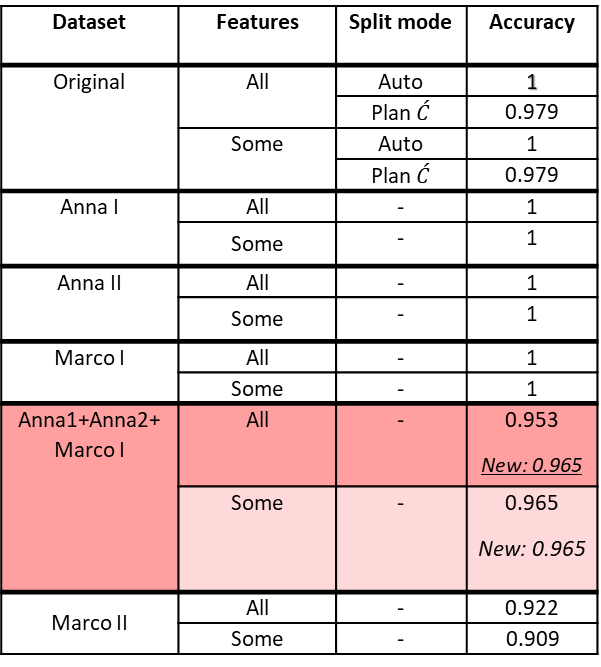 Dataset Features Split mode Accuracy
Original All Auto 1
Plan Ć 0.979
Some Auto 1
Plan Ć 0.979
Anna I All - 1
Some - 1
Anna II All - 1
Some - 1
Marco I All - 1
Some - 1
Anna1+Anna2+ All - 0.953
Marco I
New: 0.965
Some - 0.965
New: 0.965
Marco II All - 0.922
Some - 0.909